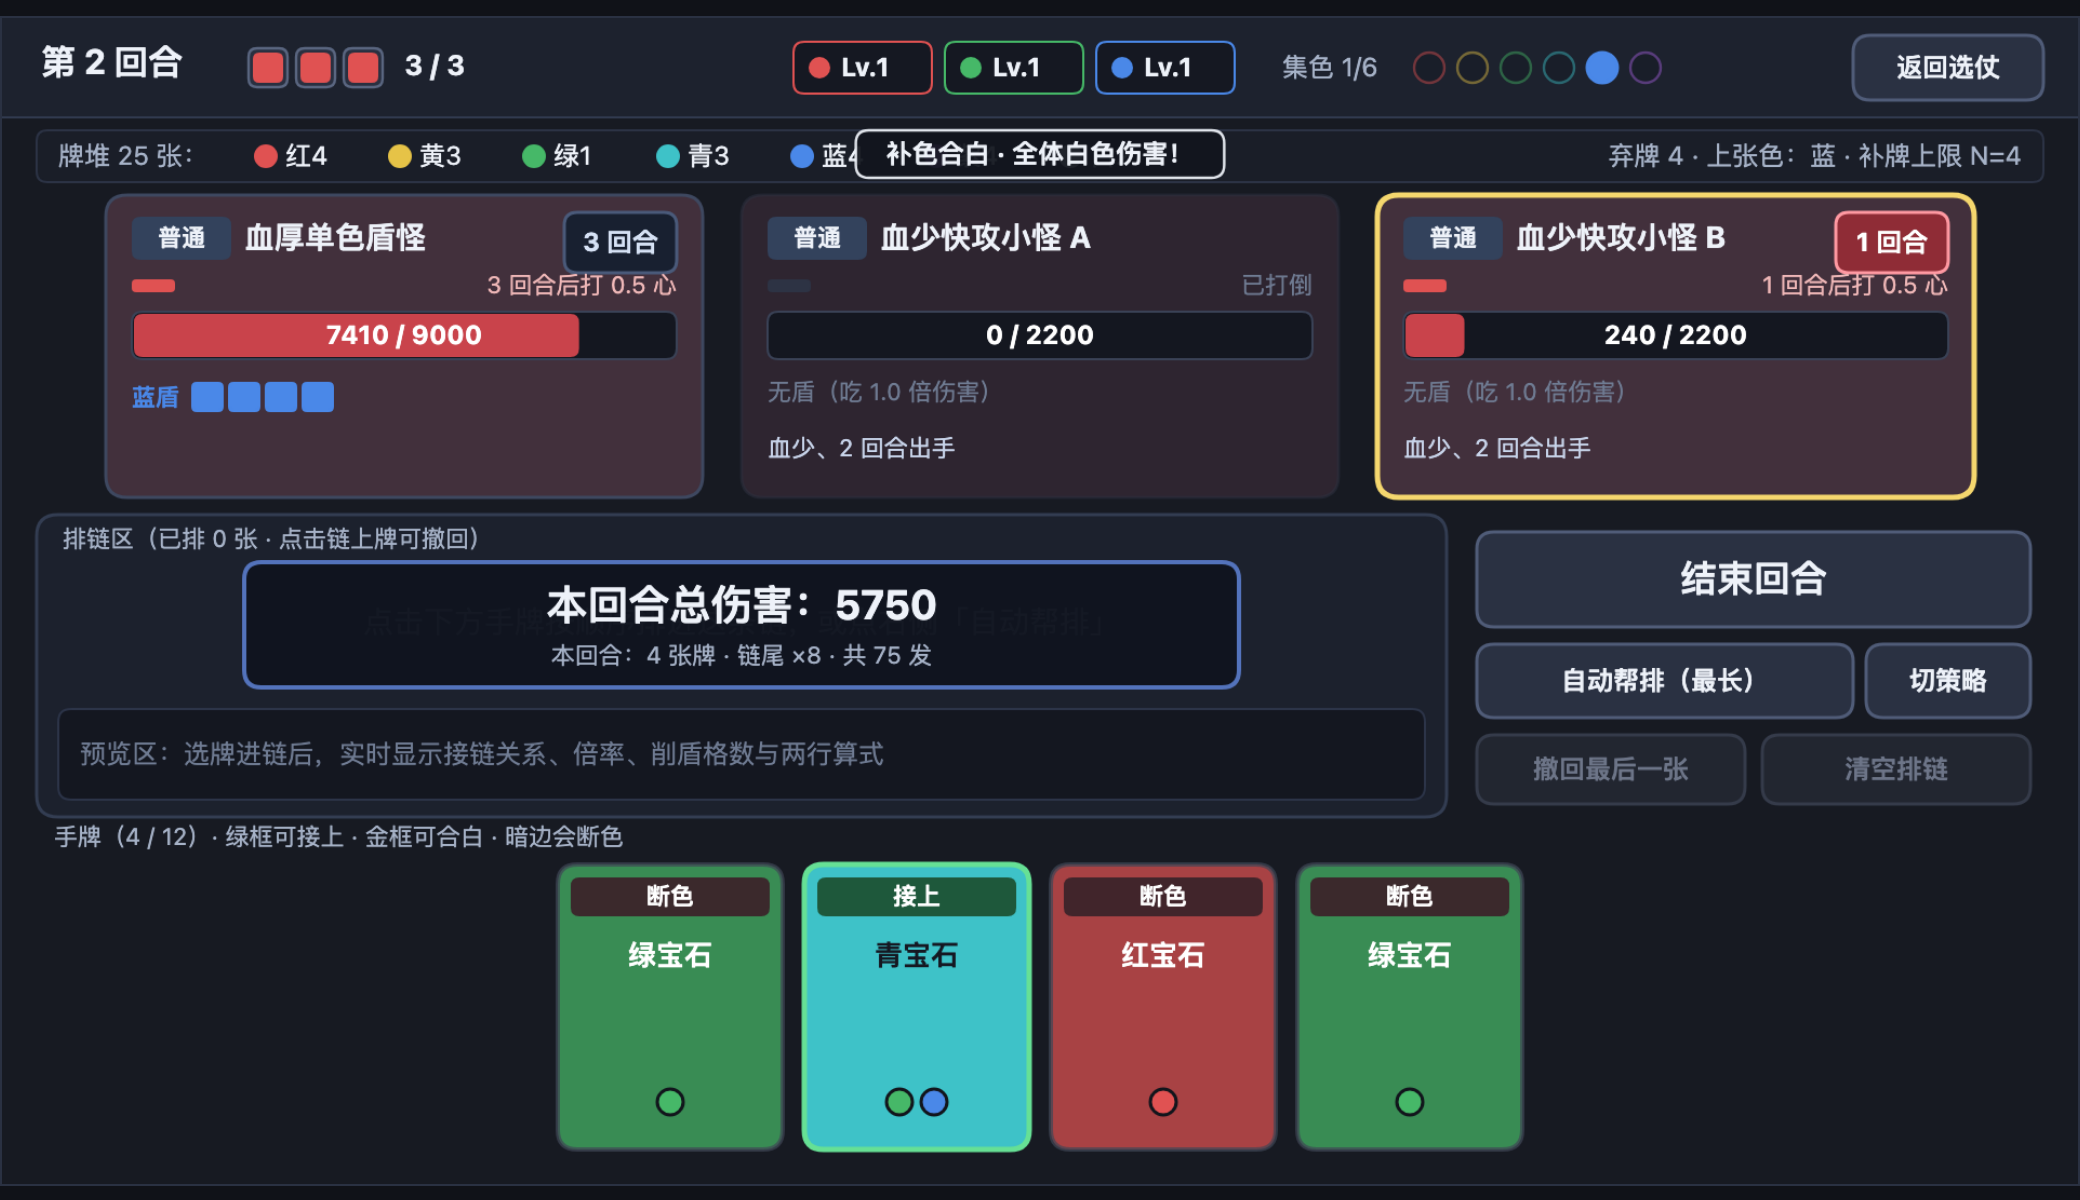 第 2 回合
3 / 3
Lv.1
Lv.1
Lv.1
集色 1/6
返回选仗
牌堆 25 张：
红4
黄3
绿1
青3
蓝4
补色合白 · 全体白色伤害！
弃牌 4 · 上张色：蓝 · 补牌上限 N=4
普通
血厚单色盾怪
3 回合
3 回合后打 0.5 心
7410 / 9000
蓝盾
普通
血少快攻小怪 A
已打倒
0 / 2200
无盾（吃 1.0 倍伤害）
血少、2 回合出手
普通
血少快攻小怪 B
1 回合
1 回合后打 0.5 心
240 / 2200
无盾（吃 1.0 倍伤害）
血少、2 回合出手
排链区（已排 0 张 · 点击链上牌可撤回）
本回合总伤害：5750
本回合：4 张牌 · 链尾 ×8 · 共 75 发
预览区：选牌进链后，实时显示接链关系、倍率、削盾格数与两行算式
结束回合
自动帮排（最长）
切策略
撤回最后一张
清空排链
手牌（4 / 12）· 绿框可接上 · 金框可合白 · 暗边会断色
断色
绿宝石
接上
青宝石
断色
红宝石
断色
绿宝石